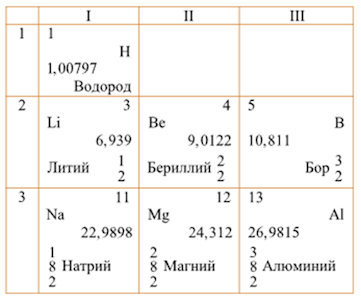 I II III
1 1
H
1,00797
Водород
2 3 4 5
Li Be B
6,939 9,0122 10,811
Литий 1 2 Бериллий 2 2 Бор 3 2
3 11 12 13
Na Mg Al
22,9898 24,312 26,9815
1 2 3
8 Натрий 8 Магний 8 Алюминий
2 2 2